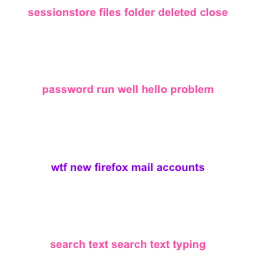 sessionstore files folder deleted close
password run well hello problem
wtf new firefox mail accounts
search text search text typing